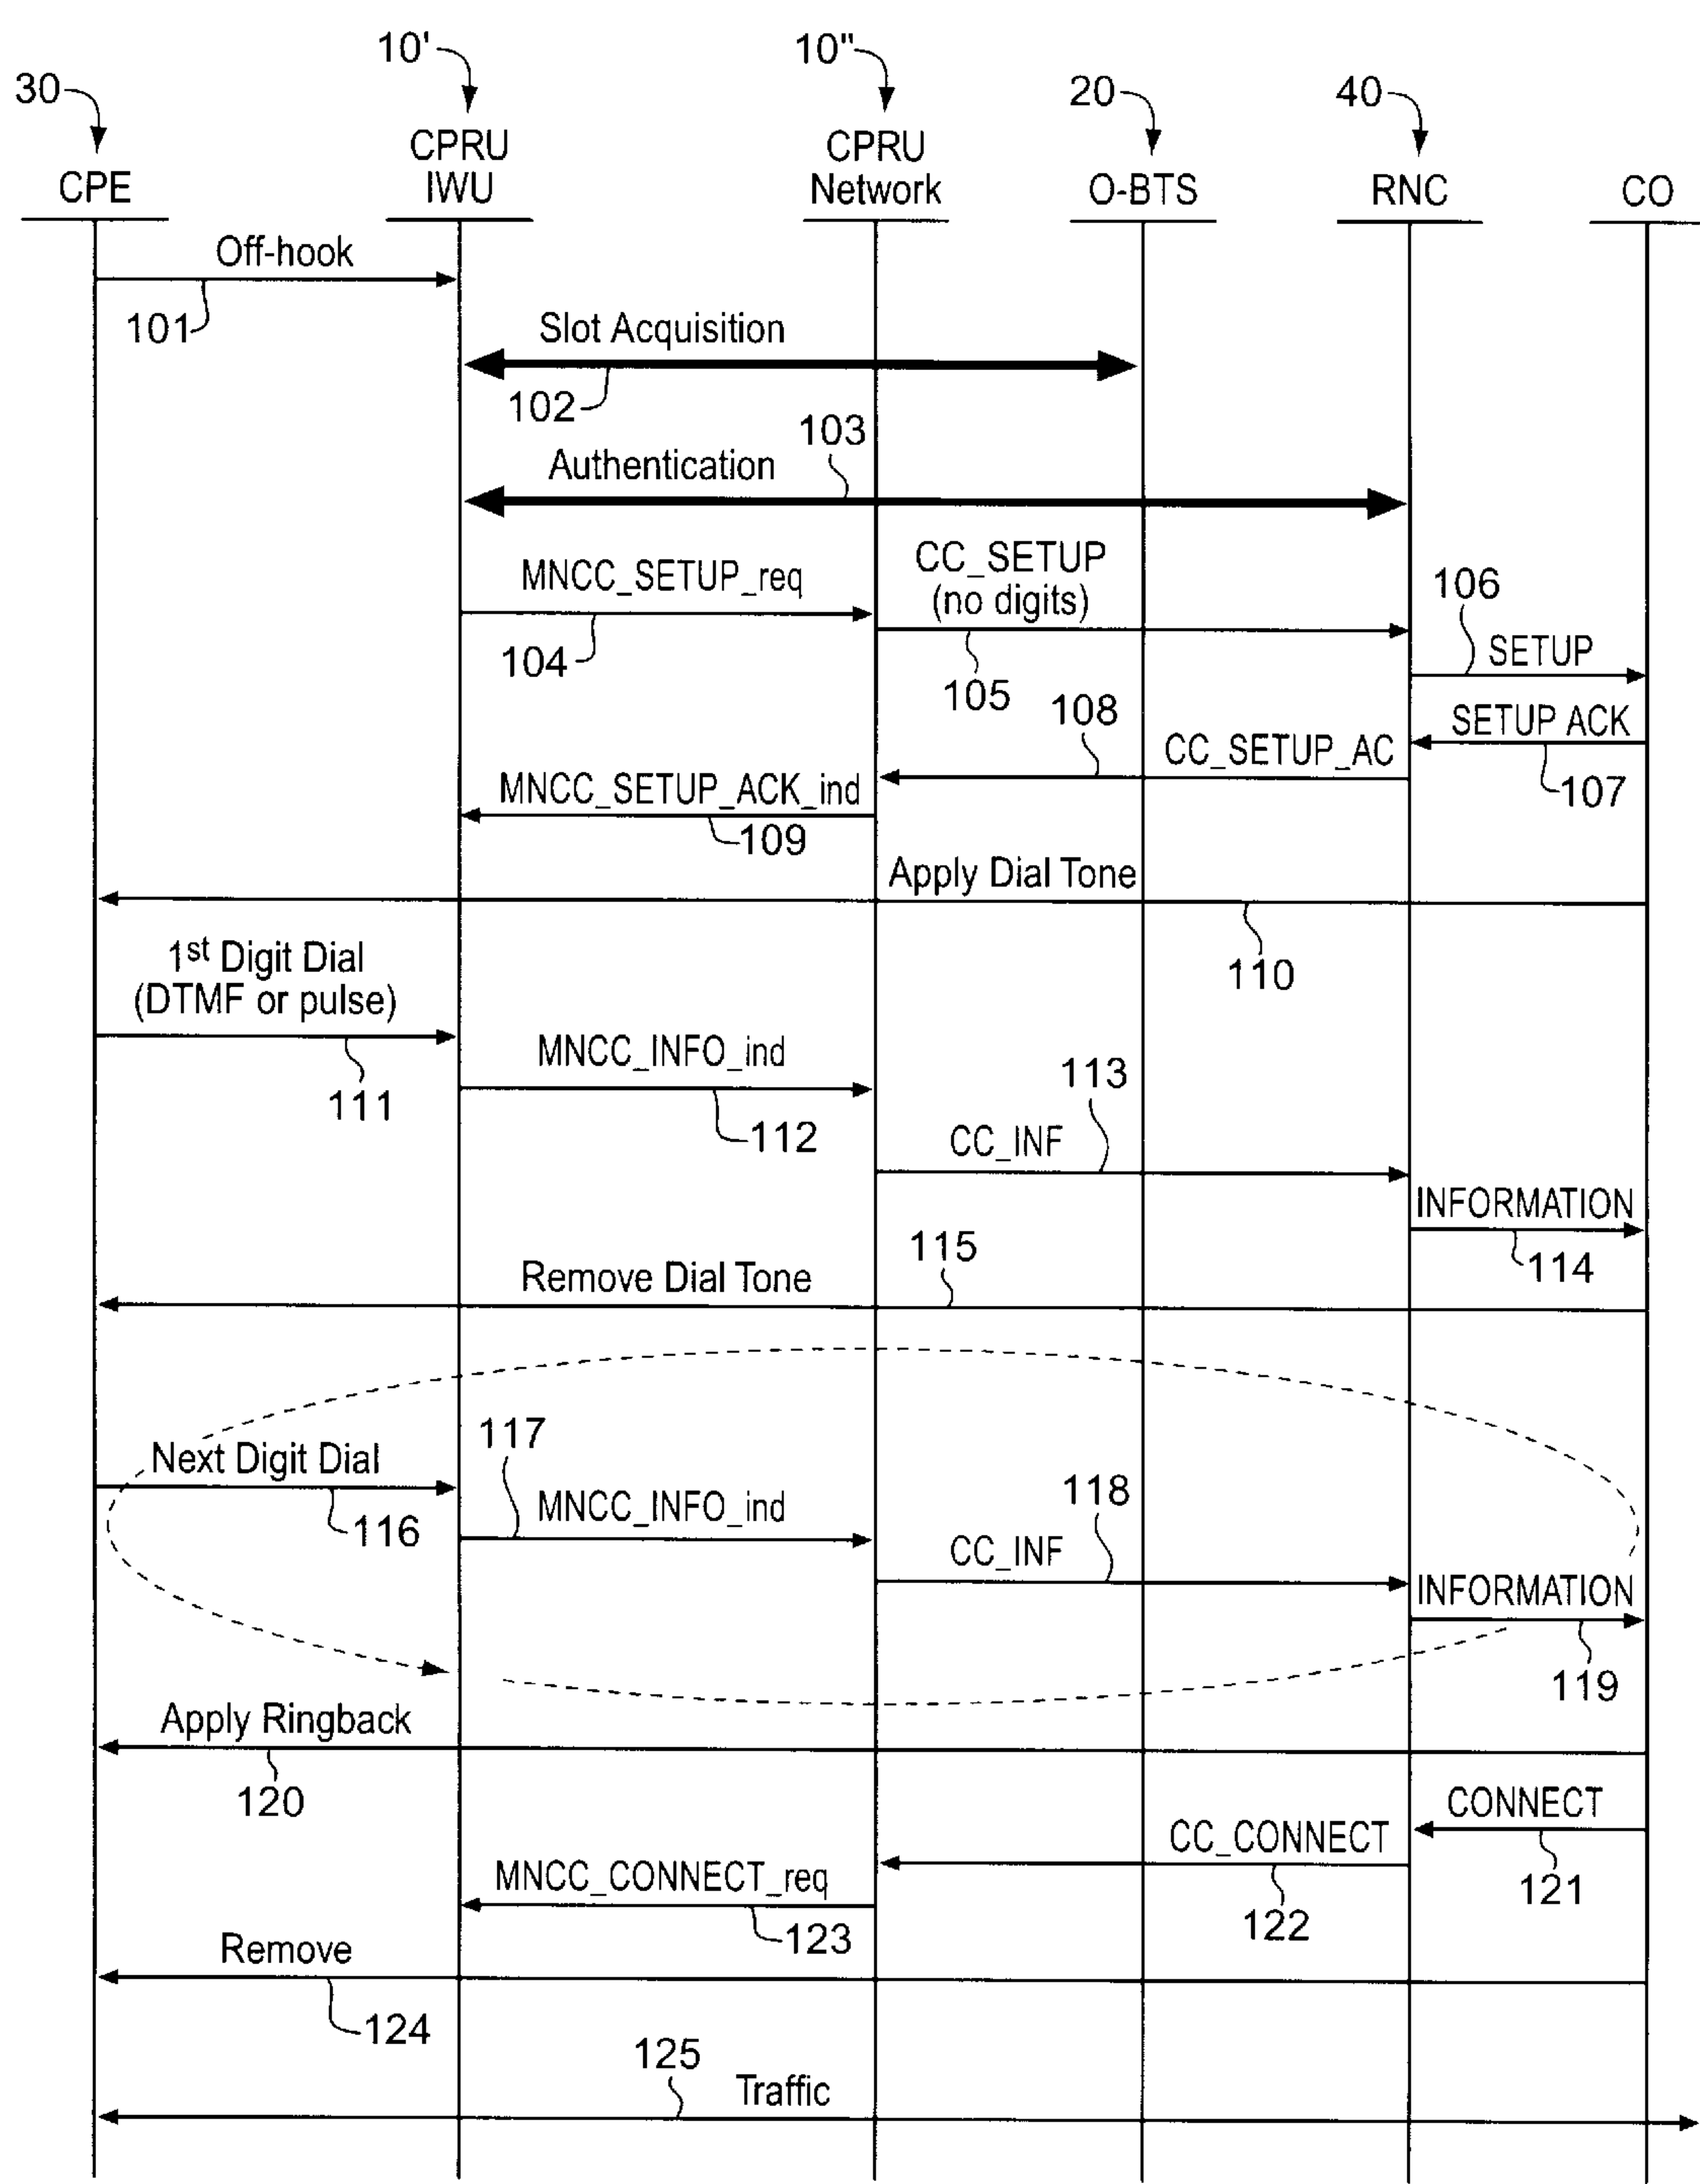 10'
10"
30
20
40
CPRU
CPRU
CPE
IWU
Network
O-BTS
RNC
CO
Off-hook
101
Slot Acquisition
102
103
Authentication
CC_SETUP
MNCC_SETUP_req
(no digits)
106
104
SETUP
105
108
SETUP ACK
CC_SETUP_AC
MNCC_SETUP_ACK_ind
107
109
Apply Dial Tone
1st Digit Dial
110
(DTMF or pulse)
MNCC_INFO_ind
113
111
112
CC_INF
INFORMATION
115
114
Remove Dial Tone
117
Next Digit Dial
118
MNCC_INFO_ind
116
CC_INF
INFORMATION
119
Apply Ringback
120
CONNECT
CC_CONNECT
MNCC_CONNECT_req
121
122
123
Remove
124
125
Traffic